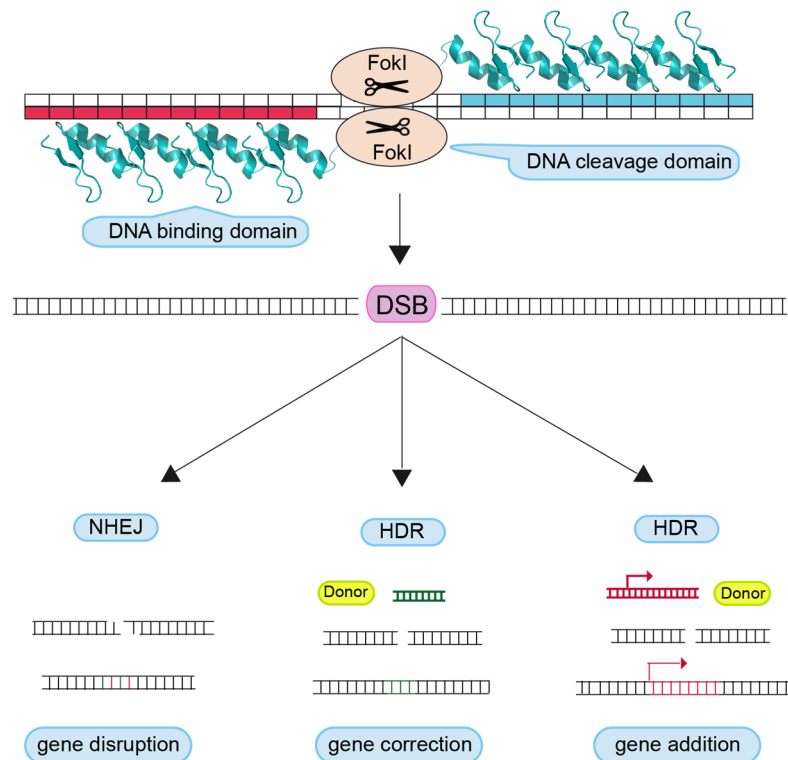 FokI
FokI
DNA cleavage domain
DNA binding domain
DSB
NHEJ
HDR
HDR
Donor
Donor
gene disruption
gene correction
gene addition